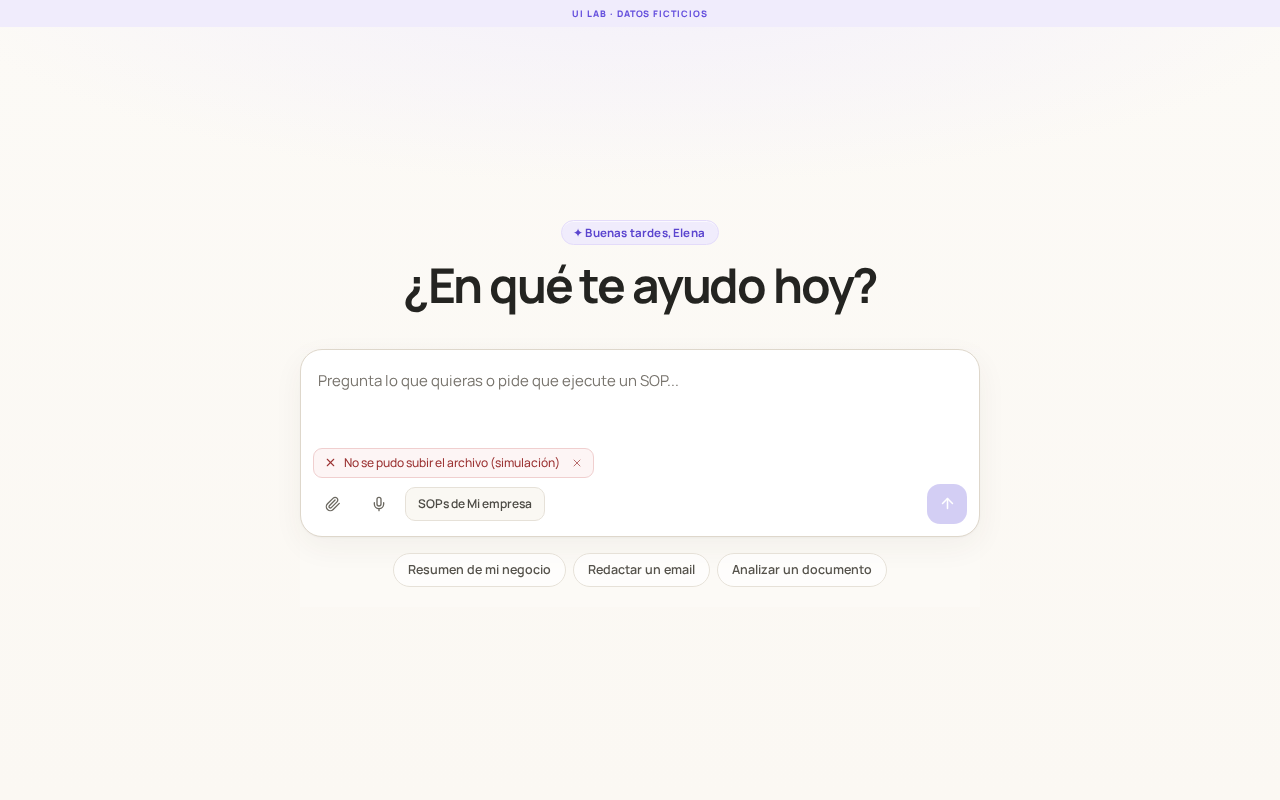 UI LAB · DATOS FICTICIOS
✦ Buenas tardes, Elena
¿En qué te ayudo hoy?
Pregunta lo que quieras o pide que ejecute un SOP...
No se pudo subir el archivo (simulación)
SOPs de Mi empresa
Resumen de mi negocio
Redactar un email
Analizar un documento